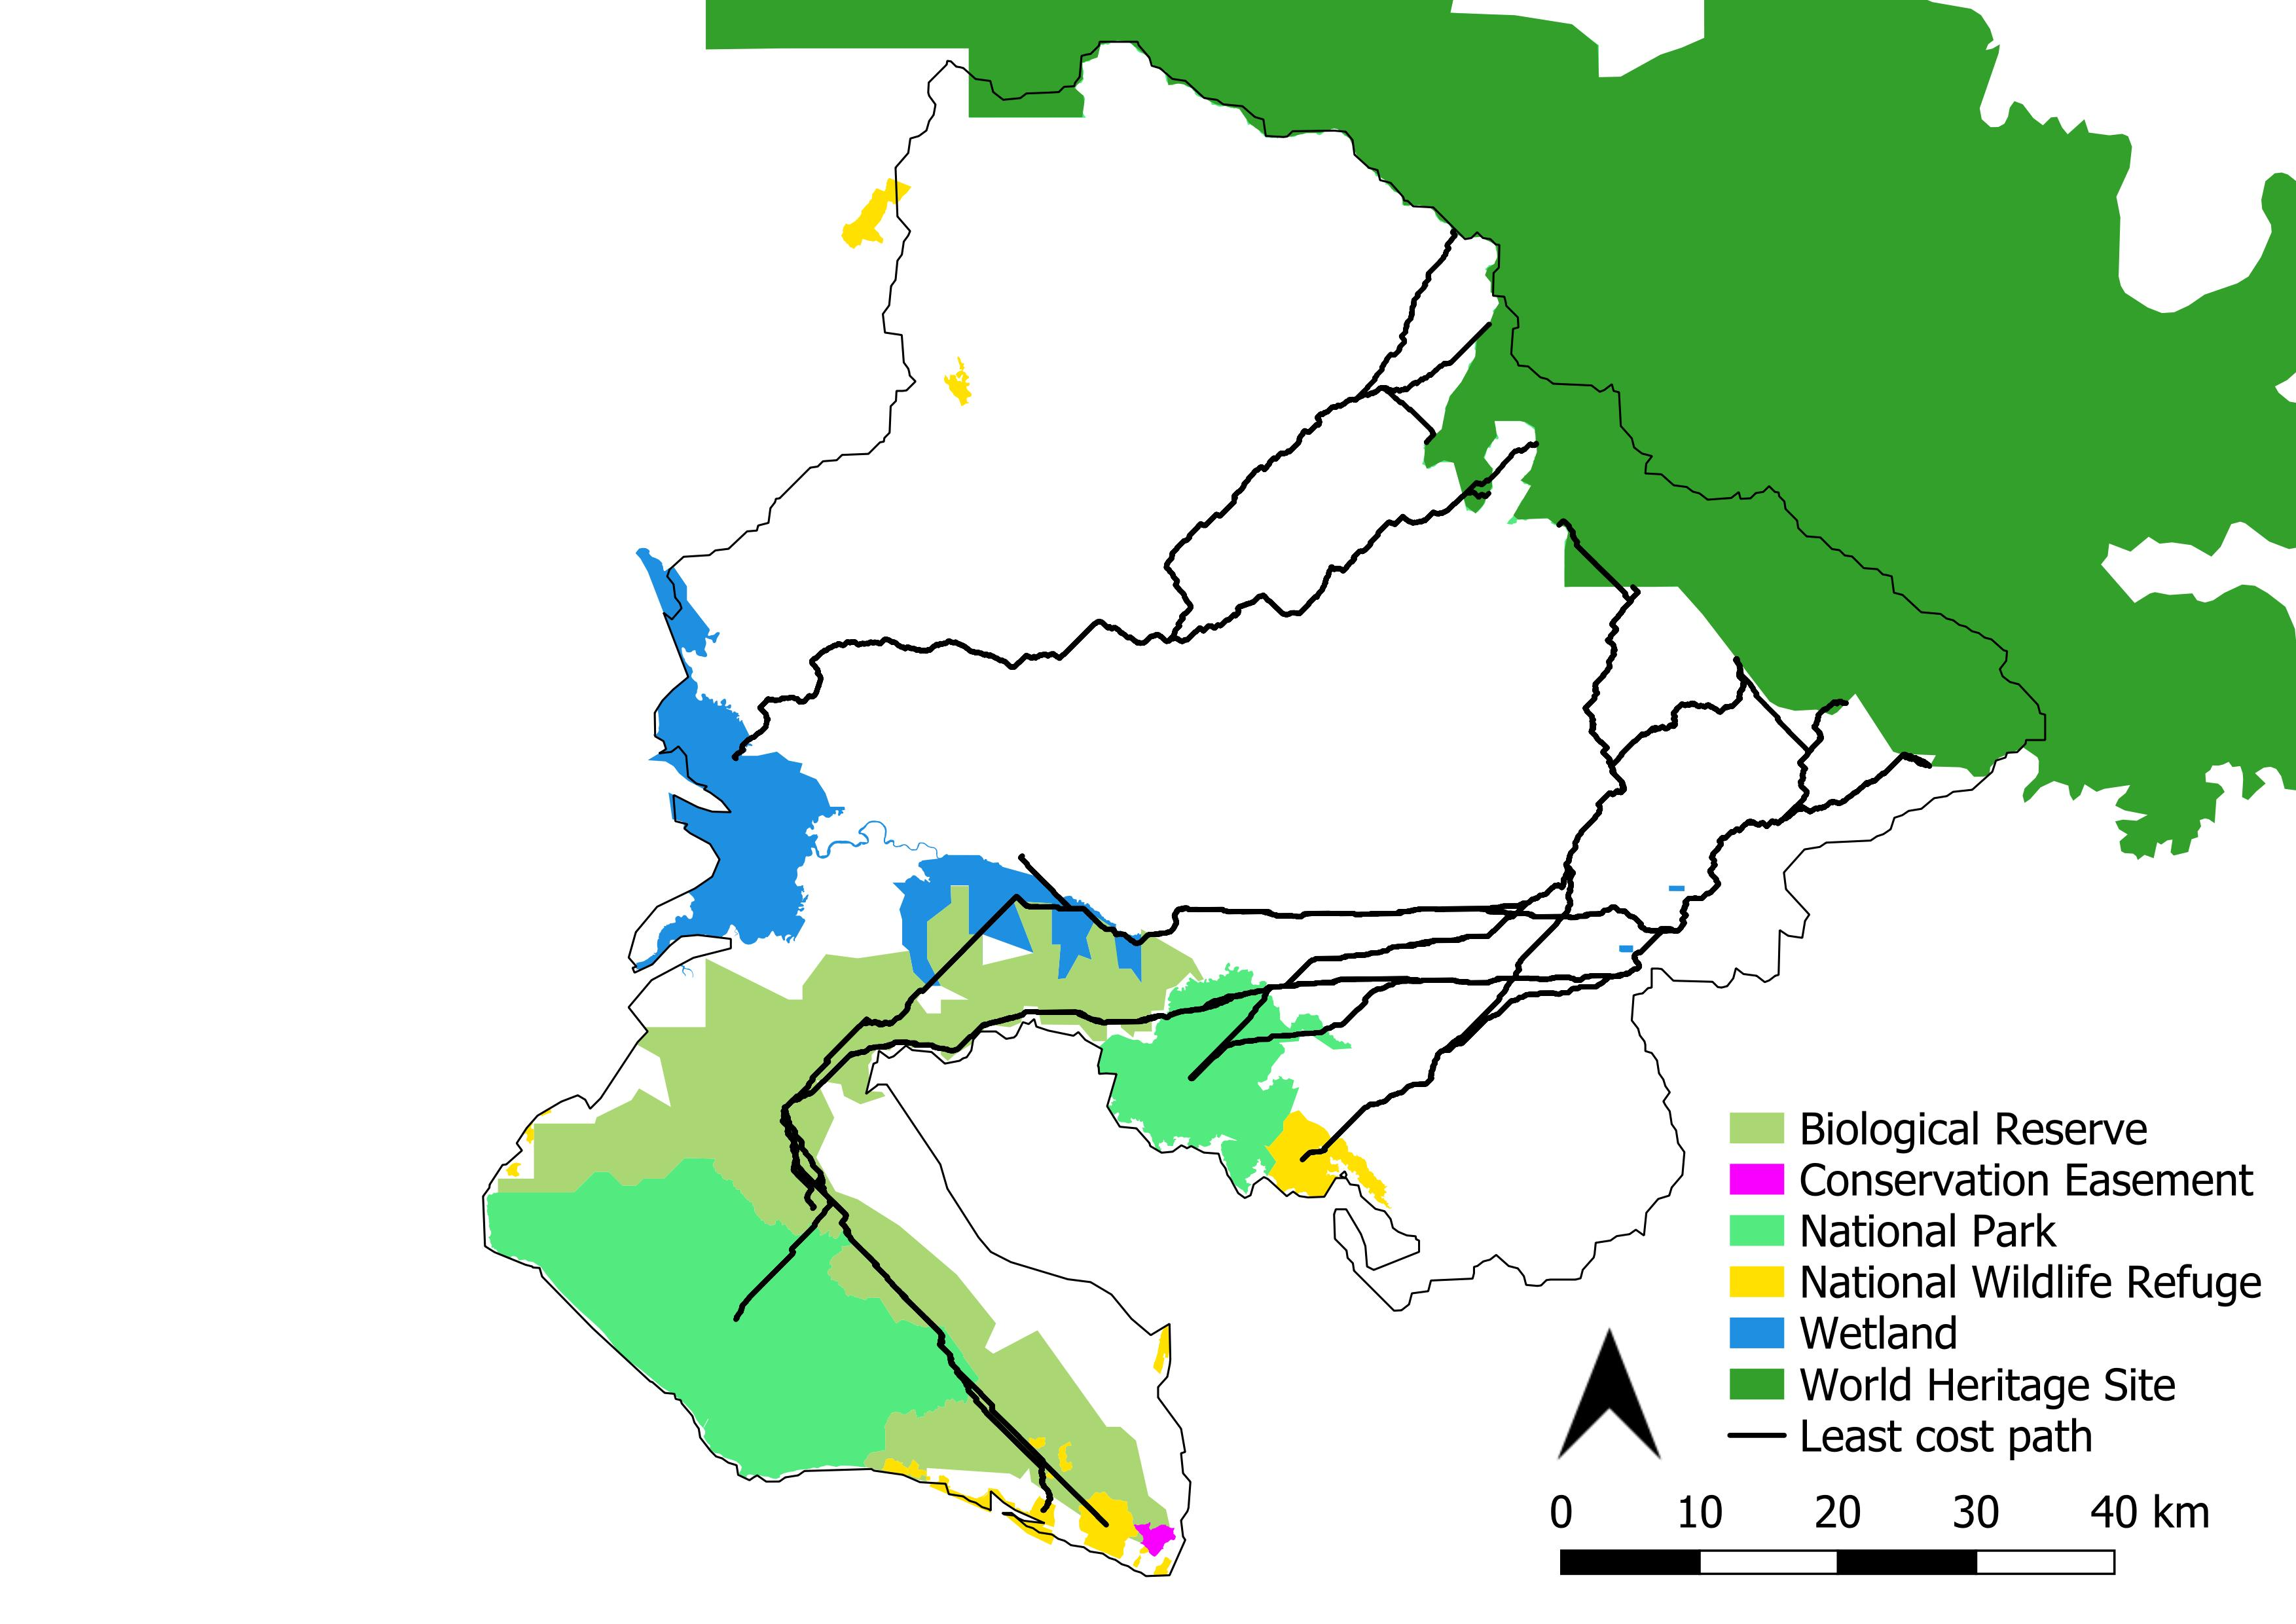 Biological Reserve
Conservation Easement
National Park
National Wildlife Refuge
Wetland
World Heritage Site
Least cost path
0 10 20 30 40 km